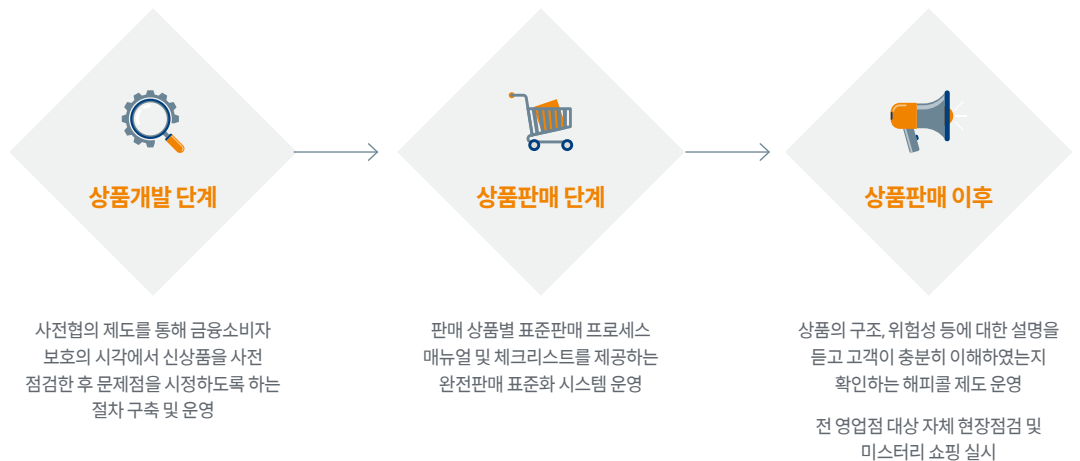 상품개발 단계
사전협의 제도를 통해 금융소비자
보호의 시각에서 신상품을 사전
점검한 후 문제점을 시정하도록 하는
절차 구축 및 운영
상품판매 단계
판매 상품별 표준판매 프로세스
매뉴얼 및 체크리스트를 제공하는
완전판매 표준화 시스템 운영
상품판매 이후
상품의 구조, 위험성 등에 대한 설명을
듣고 고객이 충분히 이해하였는지
확인하는 해피콜 제도 운영
전 영업점 대상 자체 현장점검 및
미스터리 쇼핑 실시